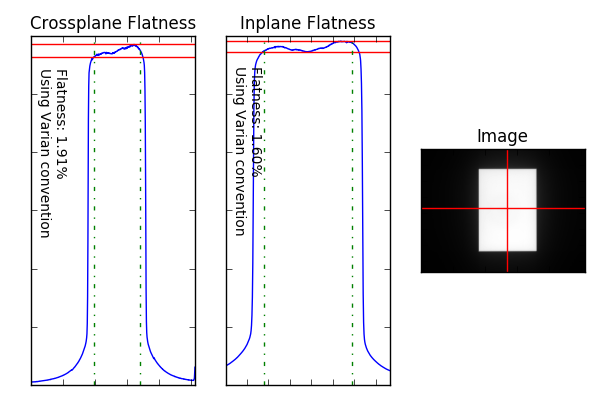 Crossplane Flatness
Flatness: 1.91%
Using Varian convention
Inplane Flatness
Flatness: 1.60%
Using Varian convention
Image